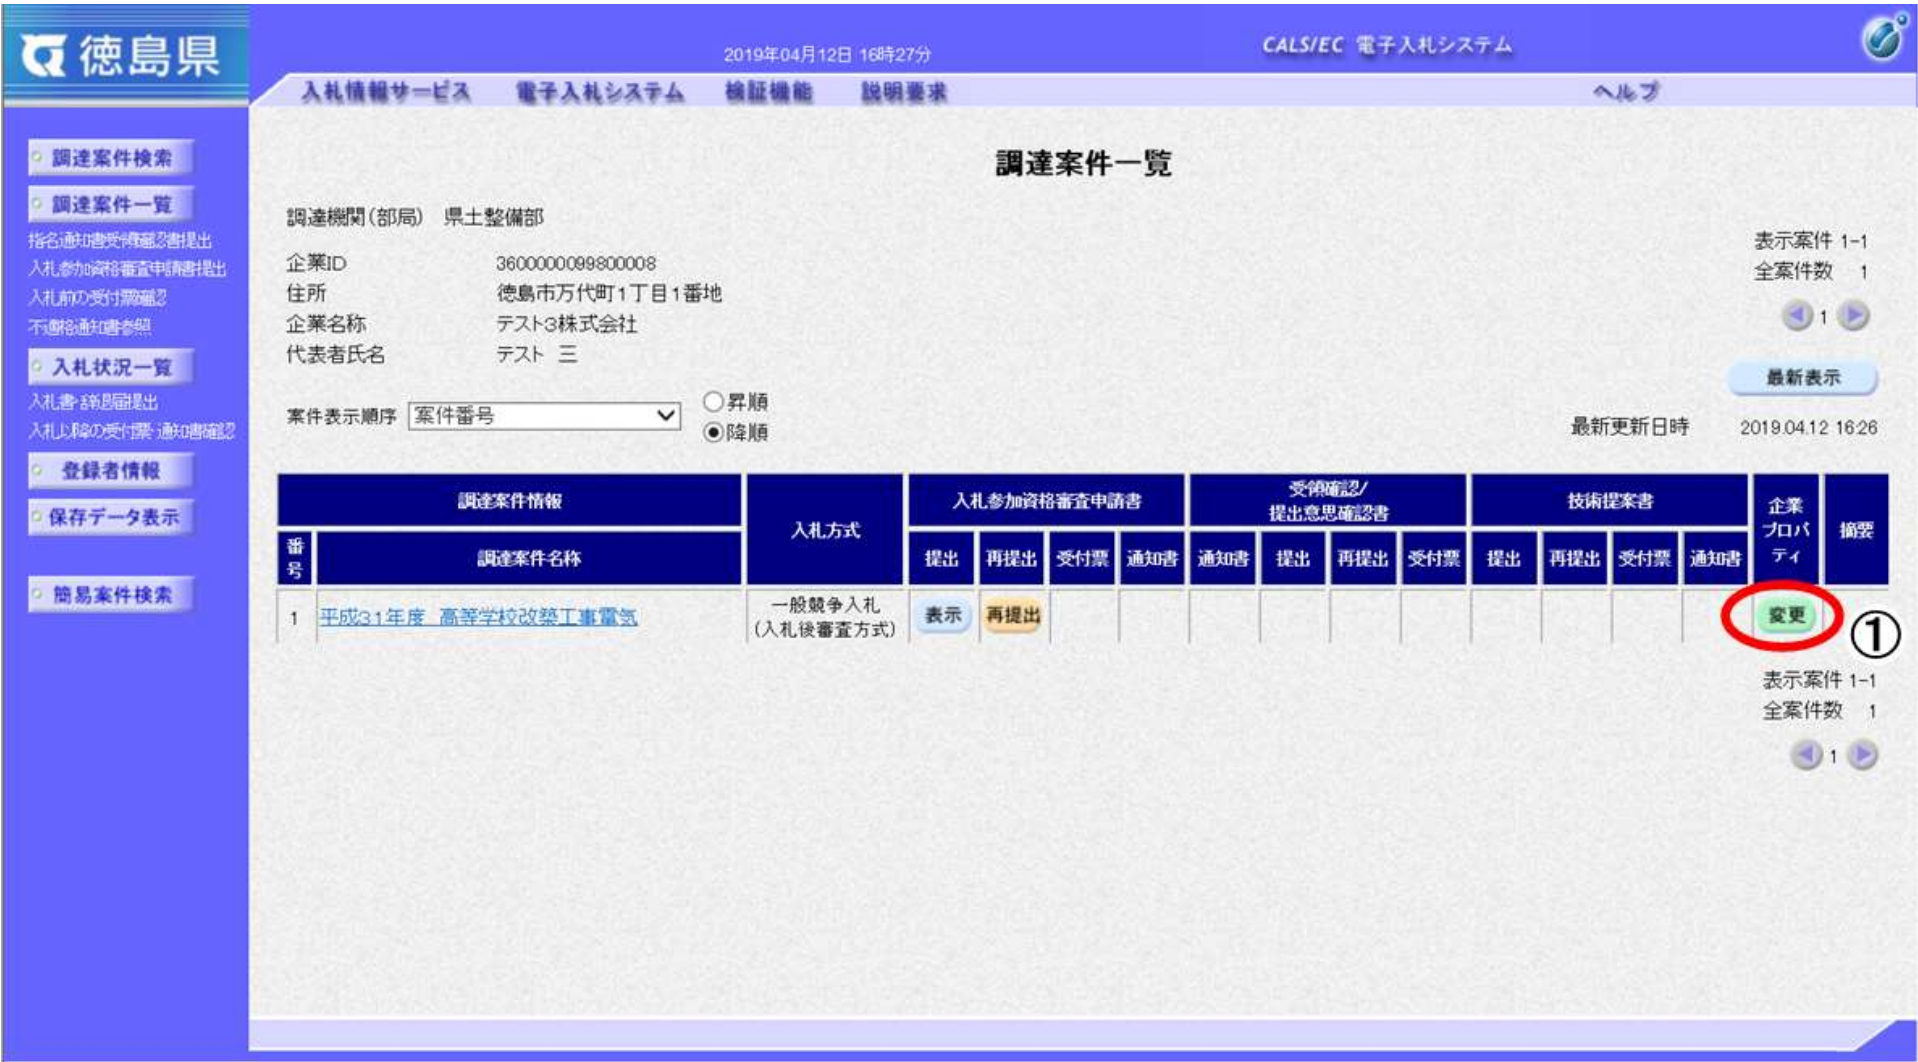 徳島県
2019年04月12日 16時27分
CALS/EC 電子入札システム
入札情報サービス 電子入札システム 検証機能 説明要求 ヘルプ
調達案件検索
調達案件一覧
指名通知書受領確認書提出
入札参加資格審査申請書提出
入札前の受付票確認
不適格通知書参照
入札状況一覧
入札書・辞退届提出
入札以降の受付票・通知書確認
登録者情報
保存データ表示
簡易案件検索
調達案件一覧
調達機関(部局) 県土整備部
企業ID 3600000099800008
住所 徳島市万代町1丁目1番地
企業名称 テスト3株式会社
代表者氏名 テスト 三
表示案件 1-1
全案件数 1
1
最新表示
案件表示順序 案件番号
昇順
降順
最新更新日時 2019.04.12 16:26
調達案件情報
番号
調達案件名称
入札方式
入札参加資格審査申請書
提出 再提出 受付票 通知書
受領確認/
提出意思確認書
通知書 提出 再提出 受付票
技術提案書
提出 再提出 受付票 通知書
企業
プロパ
ティ
摘要
1 平成31年度 高等学校改築工事電気
一般競争入札
(入札後審査方式)
表示 再提出 変更
①
表示案件 1-1
全案件数 1
1